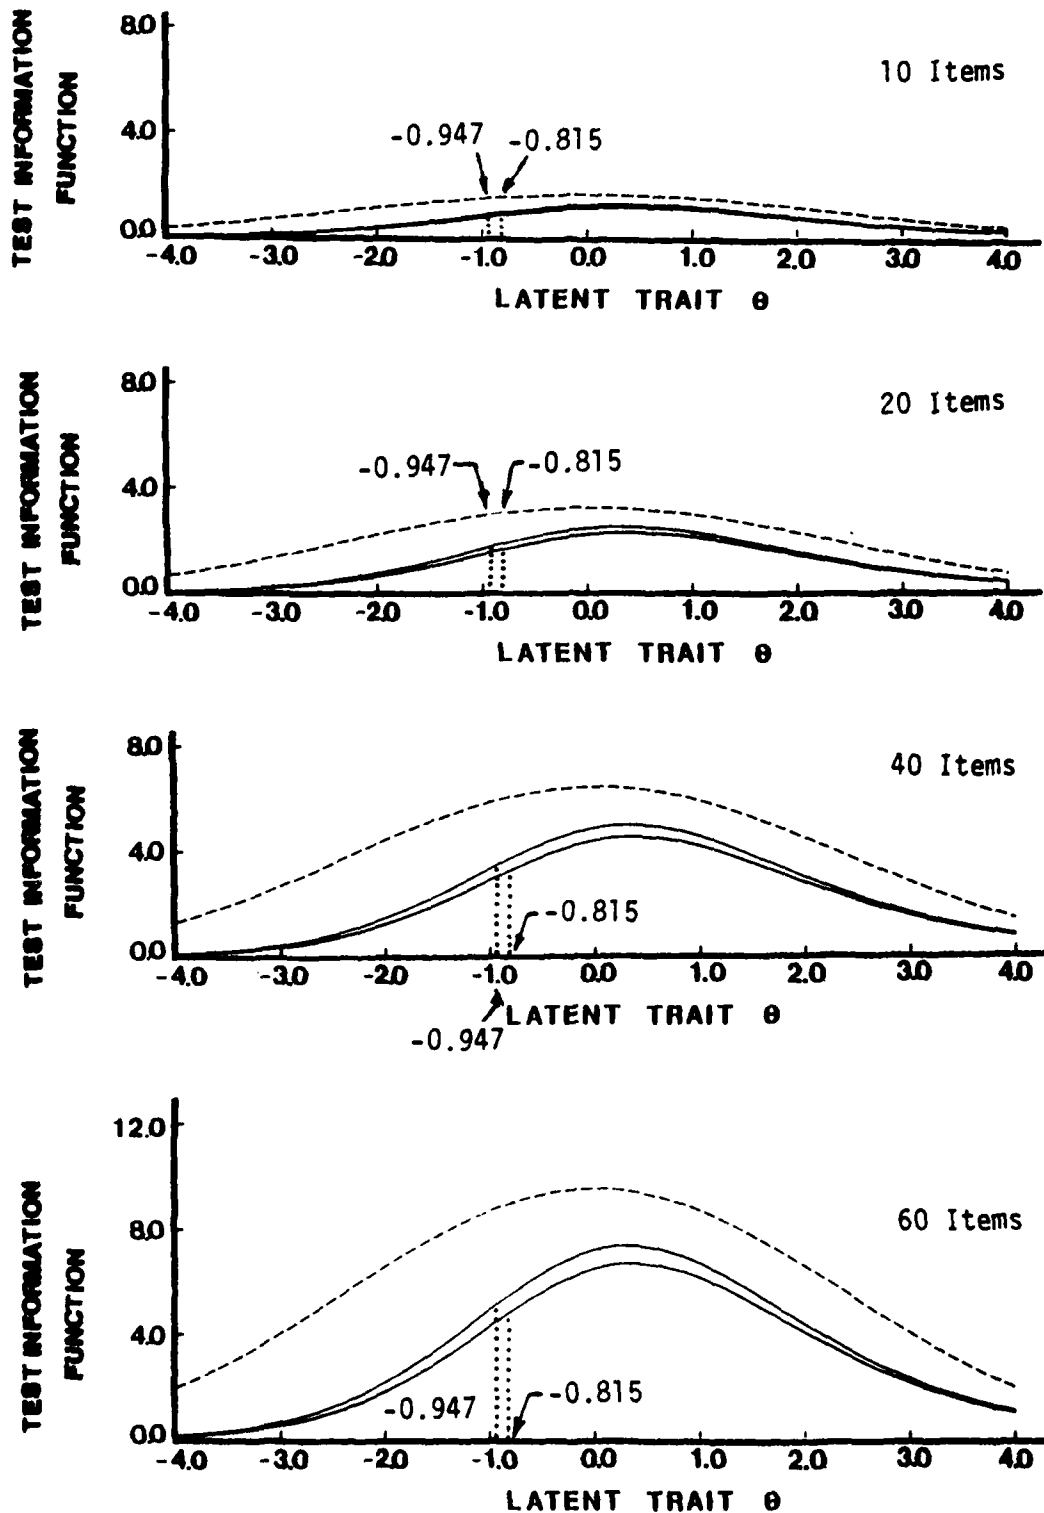 TEST INFORMATION
FUNCTION
8.0
4.0
0.0
10 Items
-0.947
-0.815
-4.0 -3.0 -2.0 -1.0 0.0 1.0 2.0 3.0 4.0
LATENT TRAIT θ
TEST INFORMATION
FUNCTION
8.0
4.0
0.0
20 Items
-0.947
-0.815
-4.0 -3.0 -2.0 -1.0 0.0 1.0 2.0 3.0 4.0
LATENT TRAIT θ
TEST INFORMATION
FUNCTION
8.0
4.0
0.0
40 Items
-0.815
-4.0 -3.0 -2.0 -1.0 0.0 1.0 2.0 3.0 4.0
LATENT TRAIT θ
-0.947
TEST INFORMATION
FUNCTION
12.0
8.0
4.0
0.0
60 Items
-0.947
-0.815
-4.0 -3.0 -2.0 -1.0 0.0 1.0 2.0 3.0 4.0
LATENT TRAIT θ